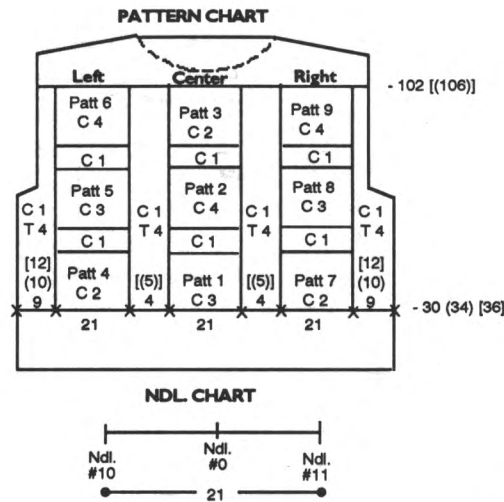 PATTERN CHART
Left Center Right
- 102 [(106)]
Patt 6 Patt 3 Patt 9
C 4 C 2 C 4
C 1 C 1 C 1
Patt 5 Patt 2 Patt 8
C 3 C 4 C 3
C 1 C 1 C 1 C 1
T 4 T 4 T 4 T 4
C 1 C 1 C 1
[12] [12]
(10) Patt 4 [(5)] Patt 1 [(5)] Patt 7 (10)
9 C 2 4 C 3 4 C 2 9
- 30 (34) [36]
21 21 21
NDL. CHART
Ndl. Ndl. Ndl.
#10 #0 #11
21